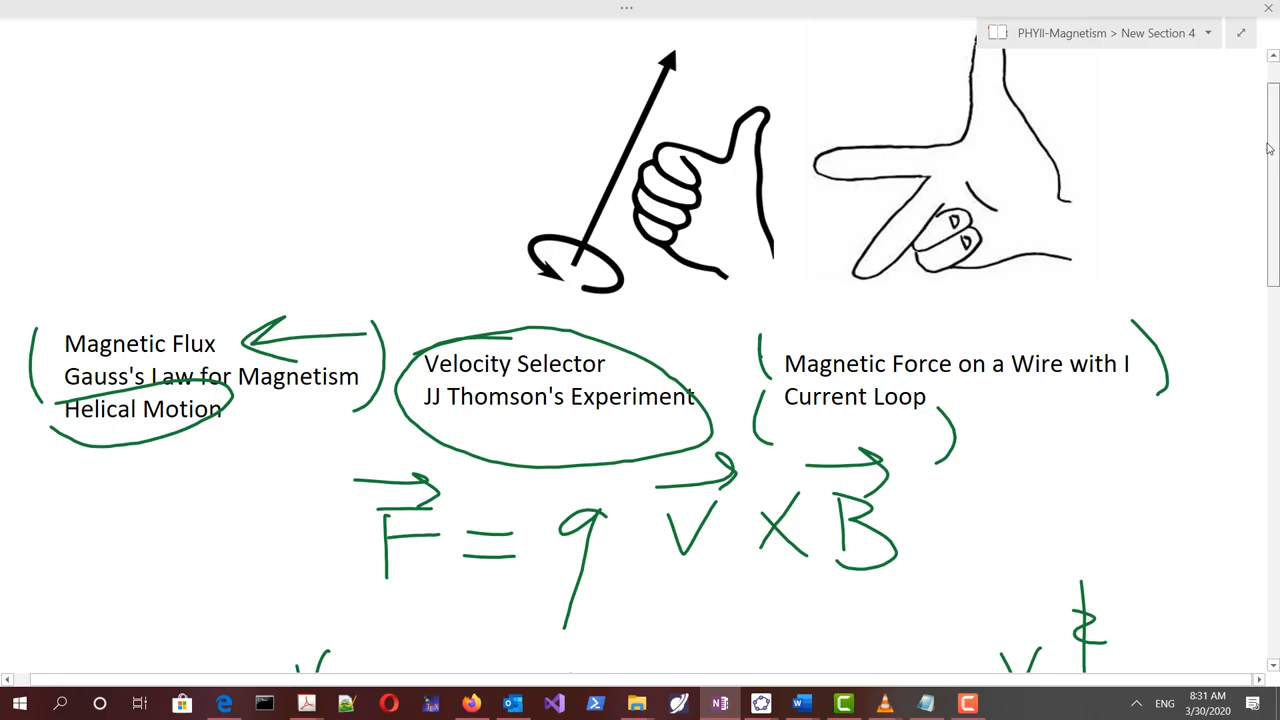 PHYII-Magnetism > New Section 4
Magnetic Flux
Gauss's Law for Magnetism
Helical Motion
Velocity Selector
JJ Thomson's Experiment
Magnetic Force on a Wire with I
Current Loop
F = q v x B
ENG
8:31 AM
3/30/2020